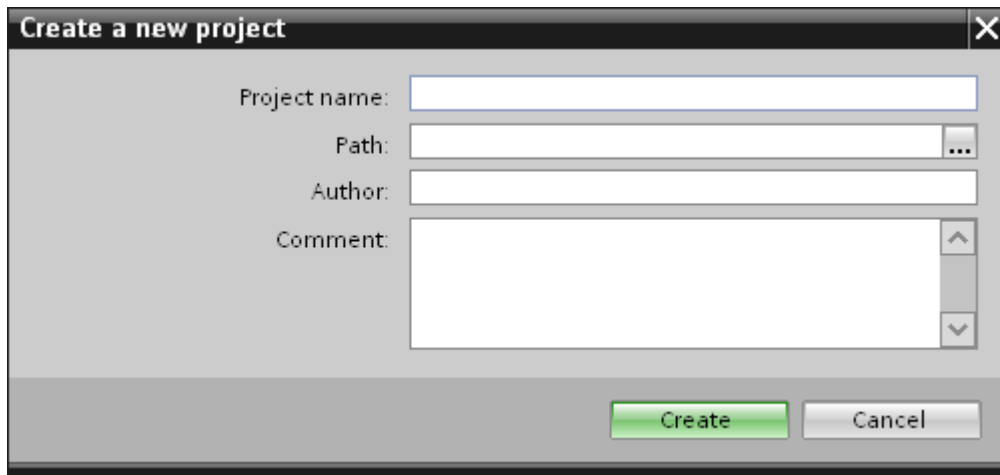 Create a new project
Project name:
Path:
...
Author:
Comment:
Create Cancel